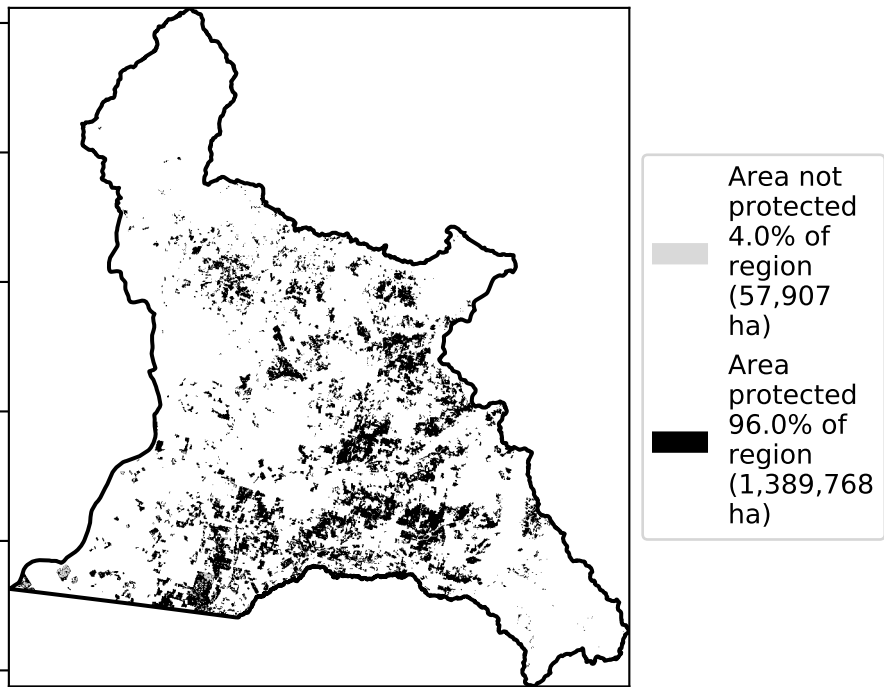 Area not
protected
4.0% of
region
(57,907
ha)
Area
protected
96.0% of
region
(1,389,768
ha)